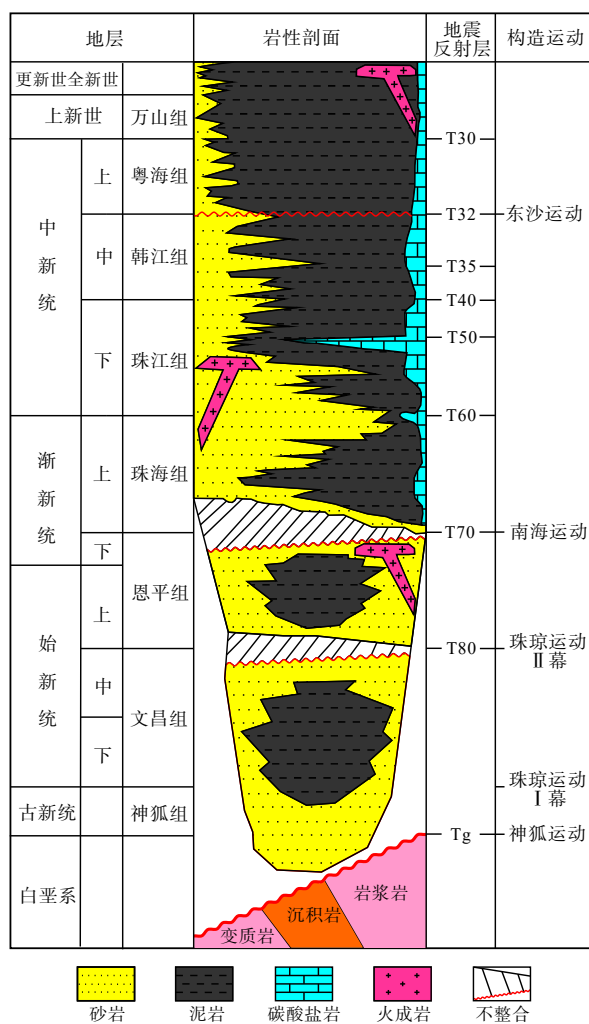 地层
岩性剖面
地震
反射层
构造运动
更新世全新世
上新世
万山组
T30
中新统
上
粤海组
T32
东沙运动
中
韩江组
T35
T40
下
珠江组
T50
T60
渐新统
上
珠海组
T70
南海运动
下
恩平组
始新统
上
T80
珠琼运动
Ⅱ幕
中
文昌组
下
珠琼运动
Ⅰ幕
古新统
神狐组
Tg
神狐运动
白垩系
岩浆岩
沉积岩
变质岩
砂岩
泥岩
碳酸盐岩
火成岩
不整合